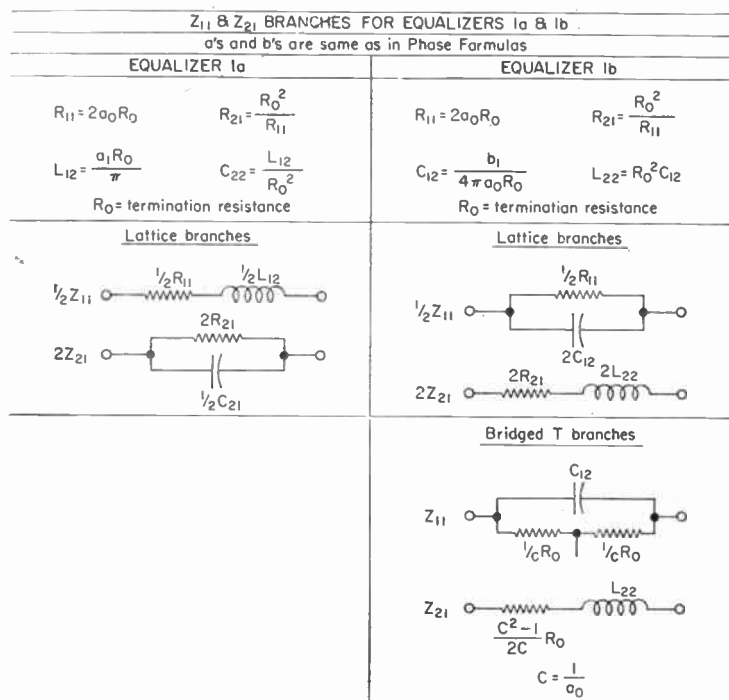 Z₁₁ & Z₂₁ BRANCHES FOR EQUALIZERS Ia & Ib
a's and b's are same as in Phase Farmulas
EQUALIZER Ia
R₁₁ = 2a₀R₀
R₂₁ = R₀²/R₁₁
L₁₂ = a₁R₀/π
C₂₂ = L₁₂/R₀²
R₀ = termination resistance
Lattice branches
½Z₁₁
½R₁₁
½L₁₂
2Z₂₁
2R₂₁
½C₂₁
EQUALIZER Ib
R₁₁ = 2a₀R₀
R₂₁ = R₀²/R₁₁
C₁₂ = b₁/4πa₀R₀
L₂₂ = R₀²C₁₂
R₀ = termination resistance
Lattice branches
½R₁₁
½Z₁₁
2C₁₂
2R₂₁
2L₂₂
2Z₂₁
Bridged T branches
C₁₂
Z₁₁
1/c R₀
1/c R₀
L₂₂
Z₂₁
C²-1/2C R₀
C = 1/a₀